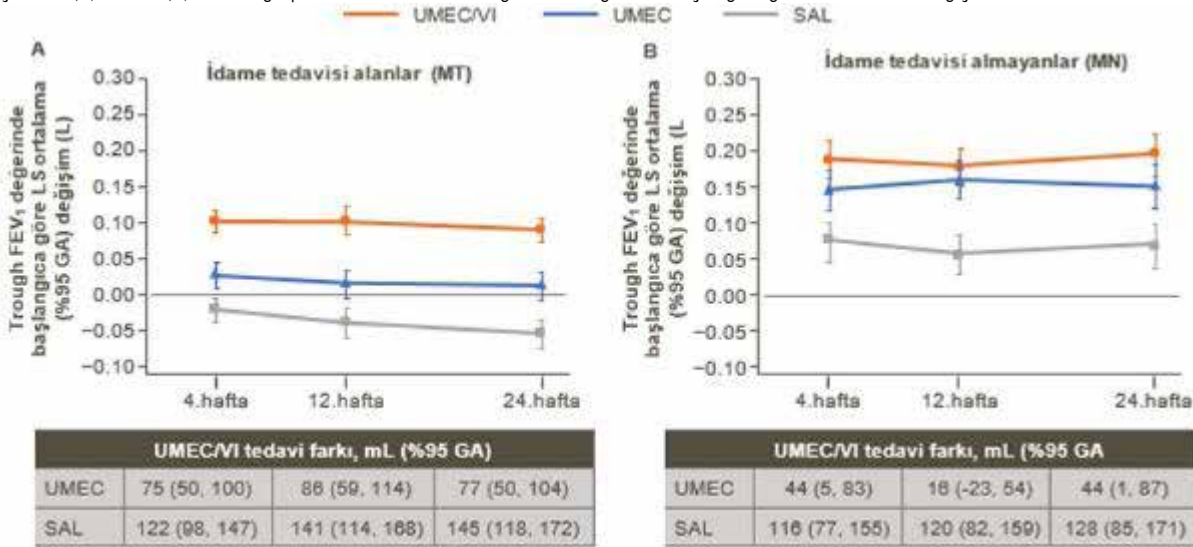 UMEC/VI UMEC SAL
A
İdame tedavisi alanlar (MT)
Trough FEV₁ değerinde
başlangıca göre LS ortalama
(%95 GA) değişim (L)
0.30
0.25
0.20
0.15
0.10
0.05
0.00
−0.05
−0.10
4.hafta 12.hafta 24.hafta
UMEC/VI tedavi farkı, mL (%95 GA)
UMEC 75 (50, 100) 86 (59, 114) 77 (50, 104)
SAL 122 (98, 147) 141 (114, 168) 145 (118, 172)
B
İdame tedavisi almayanlar (MN)
Trough FEV₁ değerinde
başlangıca göre LS ortalama
(%95 GA) değişim (L
0.30
0.25
0.20
0.15
0.10
0.05
0.00
−0.05
−0.10
4.hafta 12.hafta 24.hafta
UMEC/VI tedavi farkı, mL (%95 GA
UMEC 44 (5, 83) 16 (-23, 54) 44 (1, 87)
SAL 116 (77, 155) 120 (82, 159) 128 (85, 171)